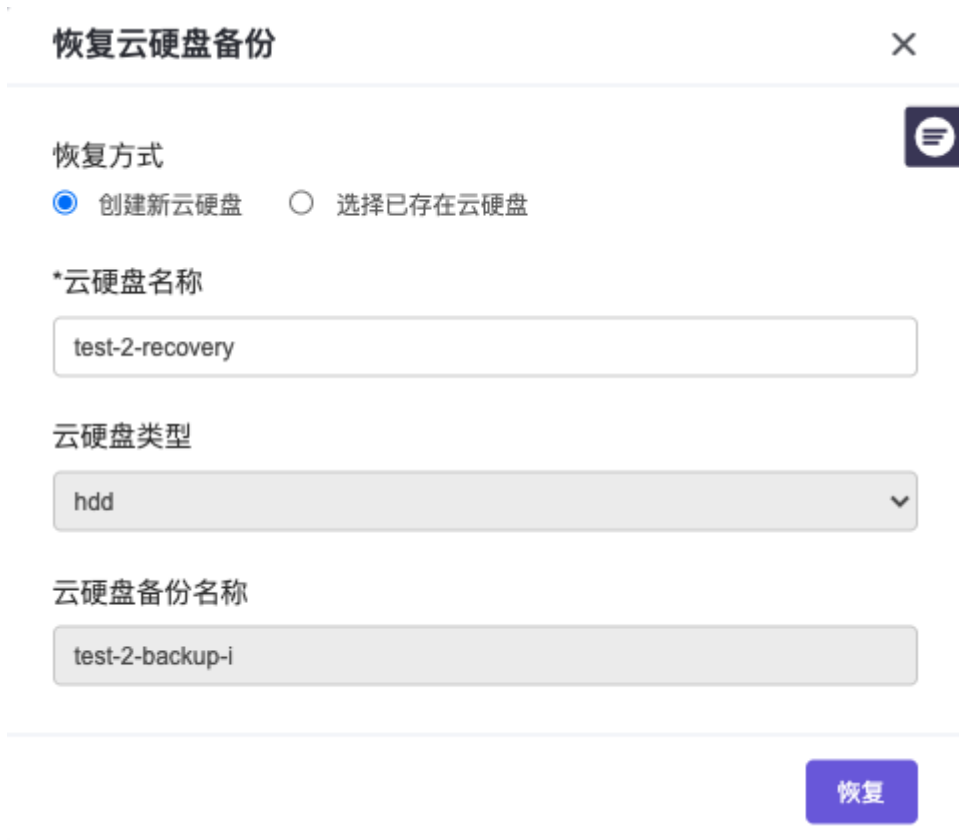 恢复云硬盘备份
恢复方式
创建新云硬盘 选择已存在云硬盘
*云硬盘名称
test-2-recovery
云硬盘类型
hdd
云硬盘备份名称
test-2-backup-i
恢复